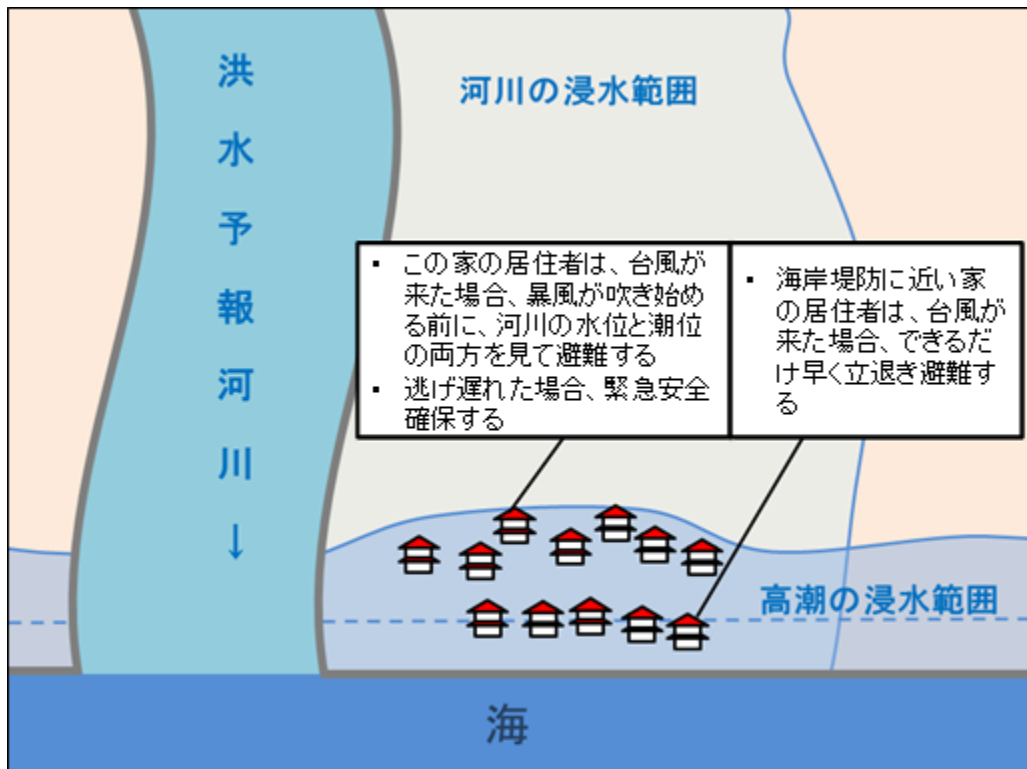 洪水予報河川↓
河川の浸水範囲
▪ この家の居住者は、台風が
来た場合、暴風が吹き始め
る前に、河川の水位と潮位
の両方を見て避難する
▪ 逃げ遅れた場合、緊急安全
確保する
▪ 海岸堤防に近い家
の居住者は、台風が
来た場合、できるだ
け早く立退き避難す
る
高潮の浸水範囲
海